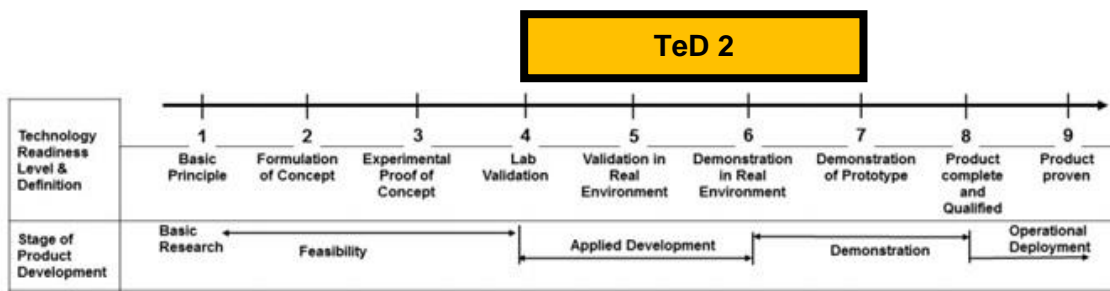 TeD 2
Technology
Readiness
Level &
Definition
1
Basic
Principle
2
Formulation
of Concept
3
Experimental
Proof of
Concept
4
Lab
Validation
5
Validation in
Real
Environment
6
Demonstration
in Real
Environment
7
Demonstration
of Prototype
8
Product
complete
and
Qualified
9
Product
proven
Stage of
Product
Development
Basic
Research
Feasibility
Applied Development
Demonstration
Operational
Deployment